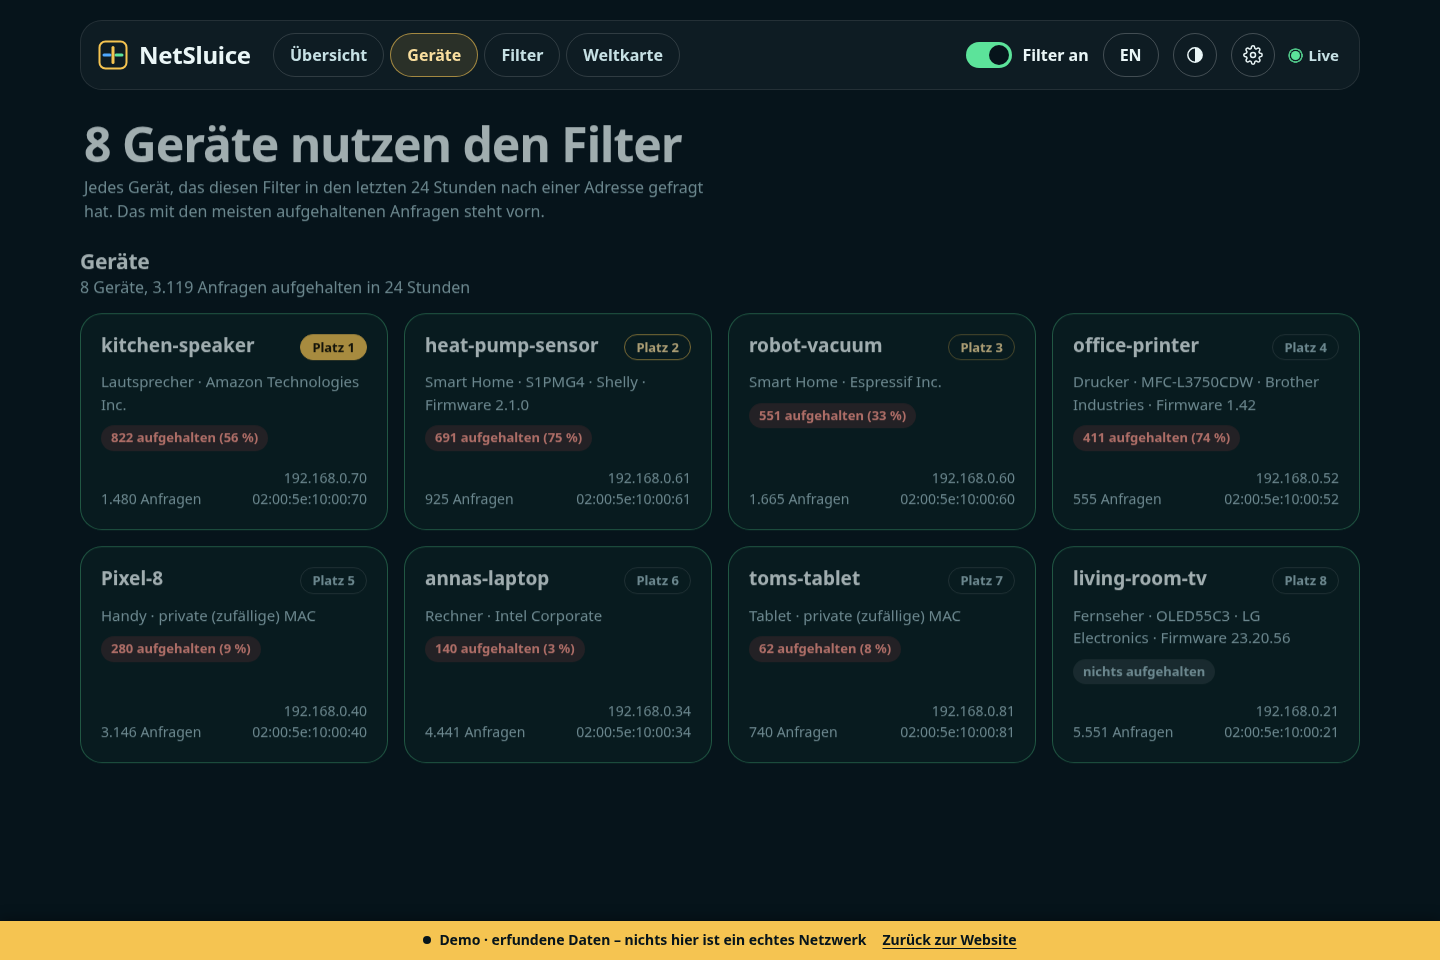 NetSluice
Übersicht
Geräte
Filter
Weltkarte
Filter an
EN
Live
8 Geräte nutzen den Filter
Jedes Gerät, das diesen Filter in den letzten 24 Stunden nach einer Adresse gefragt
hat. Das mit den meisten aufgehaltenen Anfragen steht vorn.
Geräte
8 Geräte, 3.119 Anfragen aufgehalten in 24 Stunden
kitchen-speaker
Platz 1
Lautsprecher · Amazon Technologies
Inc.
822 aufgehalten (56 %)
192.168.0.70
1.480 Anfragen
02:00:5e:10:00:70
heat-pump-sensor
Platz 2
Smart Home · S1PMG4 · Shelly ·
Firmware 2.1.0
691 aufgehalten (75 %)
192.168.0.61
925 Anfragen
02:00:5e:10:00:61
robot-vacuum
Platz 3
Smart Home · Espressif Inc.
551 aufgehalten (33 %)
192.168.0.60
1.665 Anfragen
02:00:5e:10:00:60
office-printer
Platz 4
Drucker · MFC-L3750CDW · Brother
Industries · Firmware 1.42
411 aufgehalten (74 %)
192.168.0.52
555 Anfragen
02:00:5e:10:00:52
Pixel-8
Platz 5
Handy · private (zufällige) MAC
280 aufgehalten (9 %)
192.168.0.40
3.146 Anfragen
02:00:5e:10:00:40
annas-laptop
Platz 6
Rechner · Intel Corporate
140 aufgehalten (3 %)
192.168.0.34
4.441 Anfragen
02:00:5e:10:00:34
toms-tablet
Platz 7
Tablet · private (zufällige) MAC
62 aufgehalten (8 %)
192.168.0.81
740 Anfragen
02:00:5e:10:00:81
living-room-tv
Platz 8
Fernseher · OLED55C3 · LG
Electronics · Firmware 23.20.56
nichts aufgehalten
192.168.0.21
5.551 Anfragen
02:00:5e:10:00:21
Demo · erfundene Daten – nichts hier ist ein echtes Netzwerk
Zurück zur Website